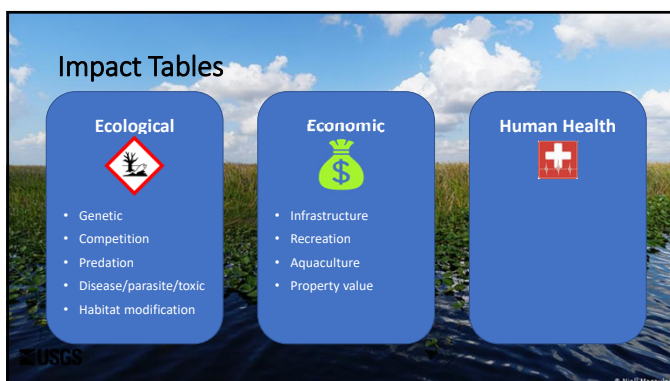 Impact Tables
Ecological
• Genetic
• Competition
• Predation
• Disease/parasite/toxic
• Habitat modification
Economic
$
• Infrastructure
• Recreation
• Aquaculture
• Property value
Human Health
USGS